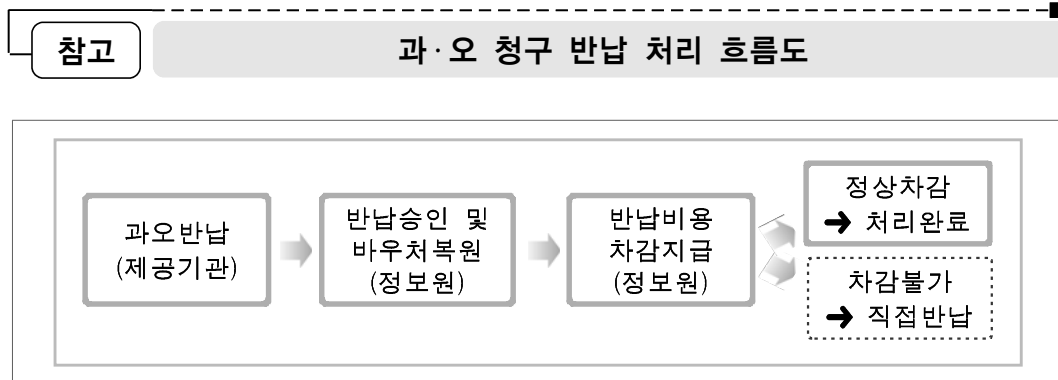 참고
과·오 청구 반납 처리 흐름도
과오반납
(제공기관)
반납승인 및
바우처복원
(정보원)
반납비용
차감지급
(정보원)
정상차감
➔ 처리완료
차감불가
➔ 직접반납